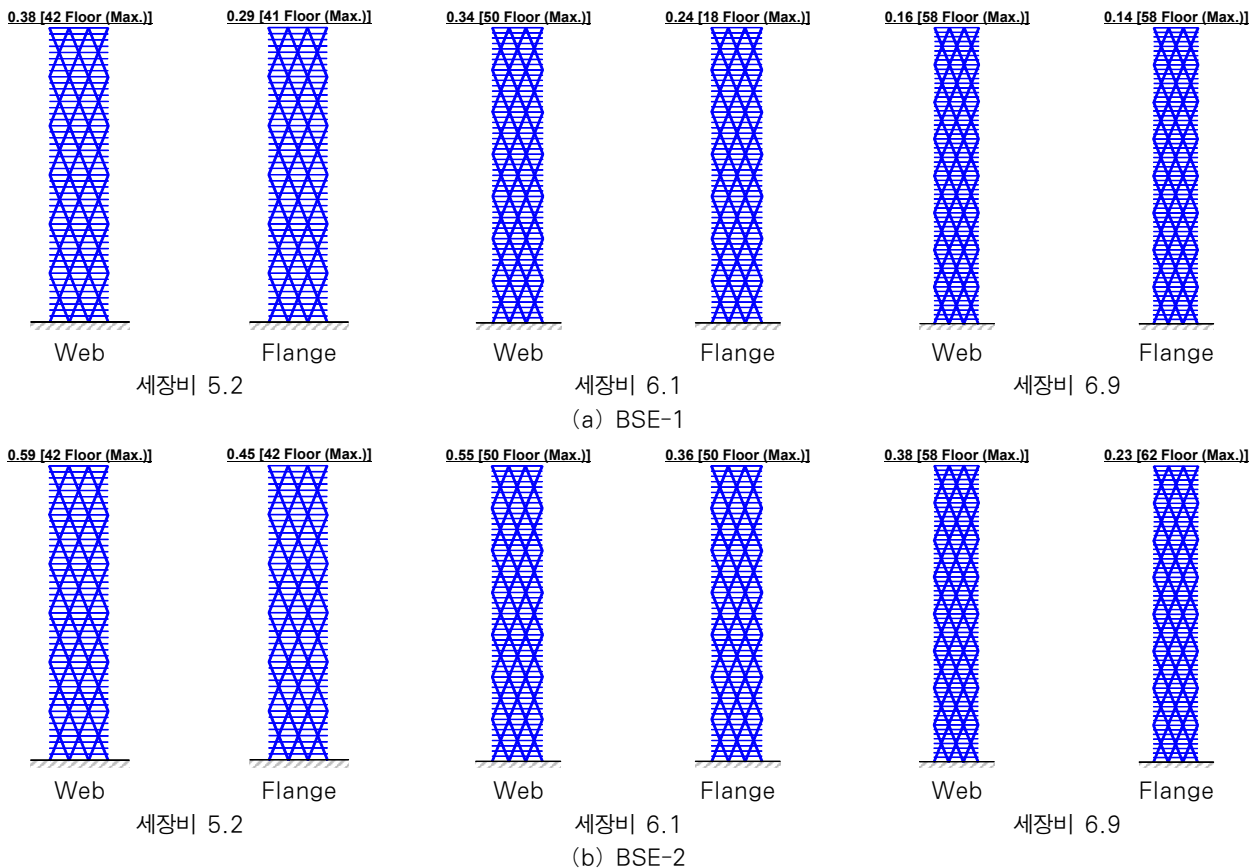 0.38 [42 Floor (Max.)] 0.29 [41 Floor (Max.)] 0.34 [50 Floor (Max.)] 0.24 [18 Floor (Max.)] 0.16 [58 Floor (Max.)] 0.14 [58 Floor (Max.)]
Web Flange Web Flange Web Flange
세장비 5.2 세장비 6.1 세장비 6.9
(a) BSE-1
0.59 [42 Floor (Max.)] 0.45 [42 Floor (Max.)] 0.55 [50 Floor (Max.)] 0.36 [50 Floor (Max.)] 0.38 [58 Floor (Max.)] 0.23 [62 Floor (Max.)]
Web Flange Web Flange Web Flange
세장비 5.2 세장비 6.1 세장비 6.9
(b) BSE-2